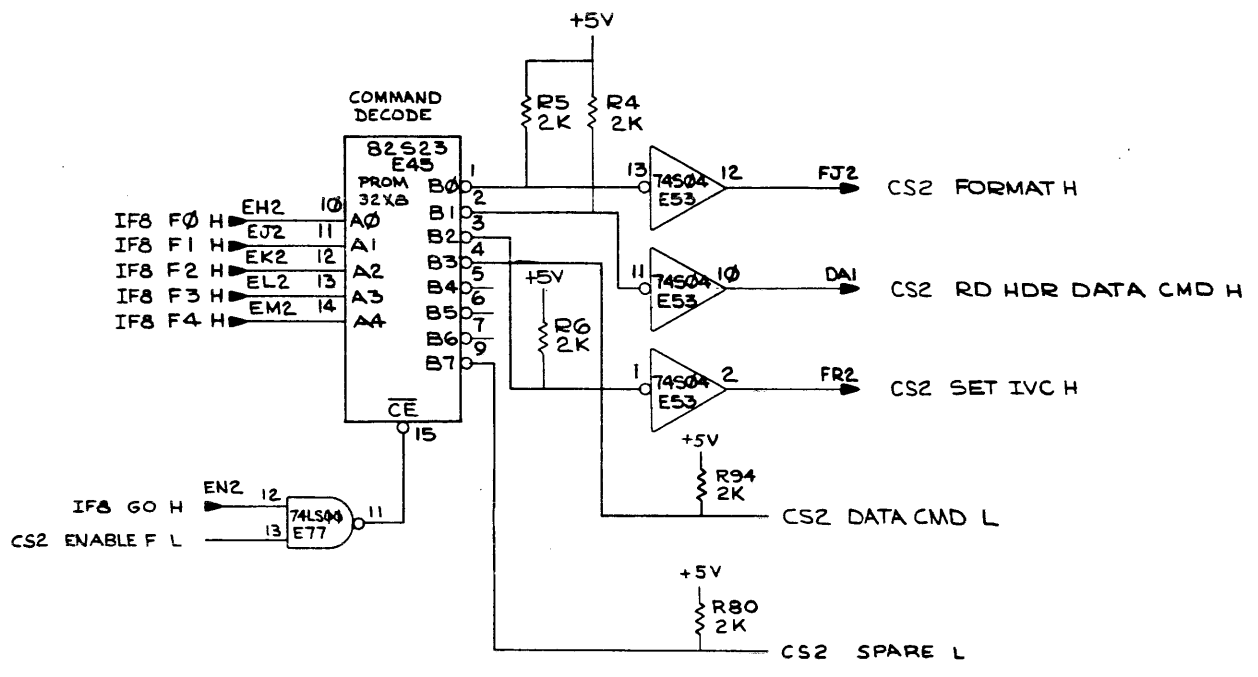 +5V
COMMAND
DECODE
R5
2K
R4
2K
82S23
E45
PROM
32X8
B0
1
B1
2
B2
3
B3
4
B4
5
B5
6
B6
7
B7
9
IF8 F0 H EH2 10 A0
IF8 F1 H EJ2 11 A1
IF8 F2 H EK2 12 A2
IF8 F3 H EL2 13 A3
IF8 F4 H EM2 14 A4
CE
15
13 74S04 12 FJ2 CS2 FORMAT H
E53
11 74S04 10 DA1 CS2 RD HDR DATA CMD H
E53
+5V
R6
2K
1 74S04 2 FR2 CS2 SET IVC H
E53
+5V
R94
2K
CS2 DATA CMD L
IF8 GO H EN2 12
CS2 ENABLE F L 13
74LS00
E77
11
+5V
R80
2K
CS2 SPARE L